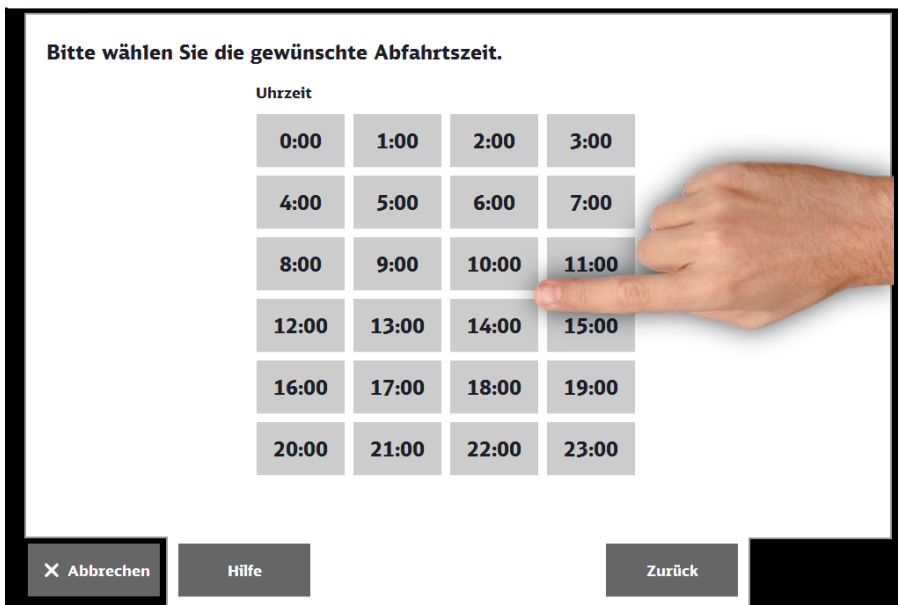 Bitte wählen Sie die gewünschte Abfahrtszeit.
Uhrzeit
0:00 1:00 2:00 3:00
4:00 5:00 6:00 7:00
8:00 9:00 10:00 11:00
12:00 13:00 14:00 15:00
16:00 17:00 18:00 19:00
20:00 21:00 22:00 23:00
Abbrechen Hilfe Zurück